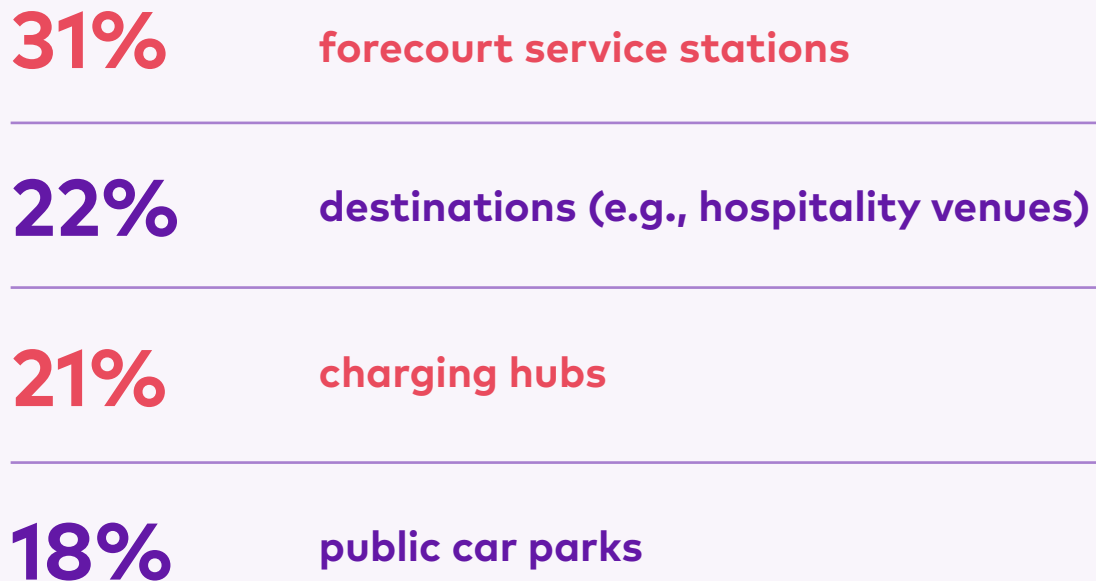 31% forecourt service stations
22% destinations (e.g., hospitality venues)
21% charging hubs
18% public car parks